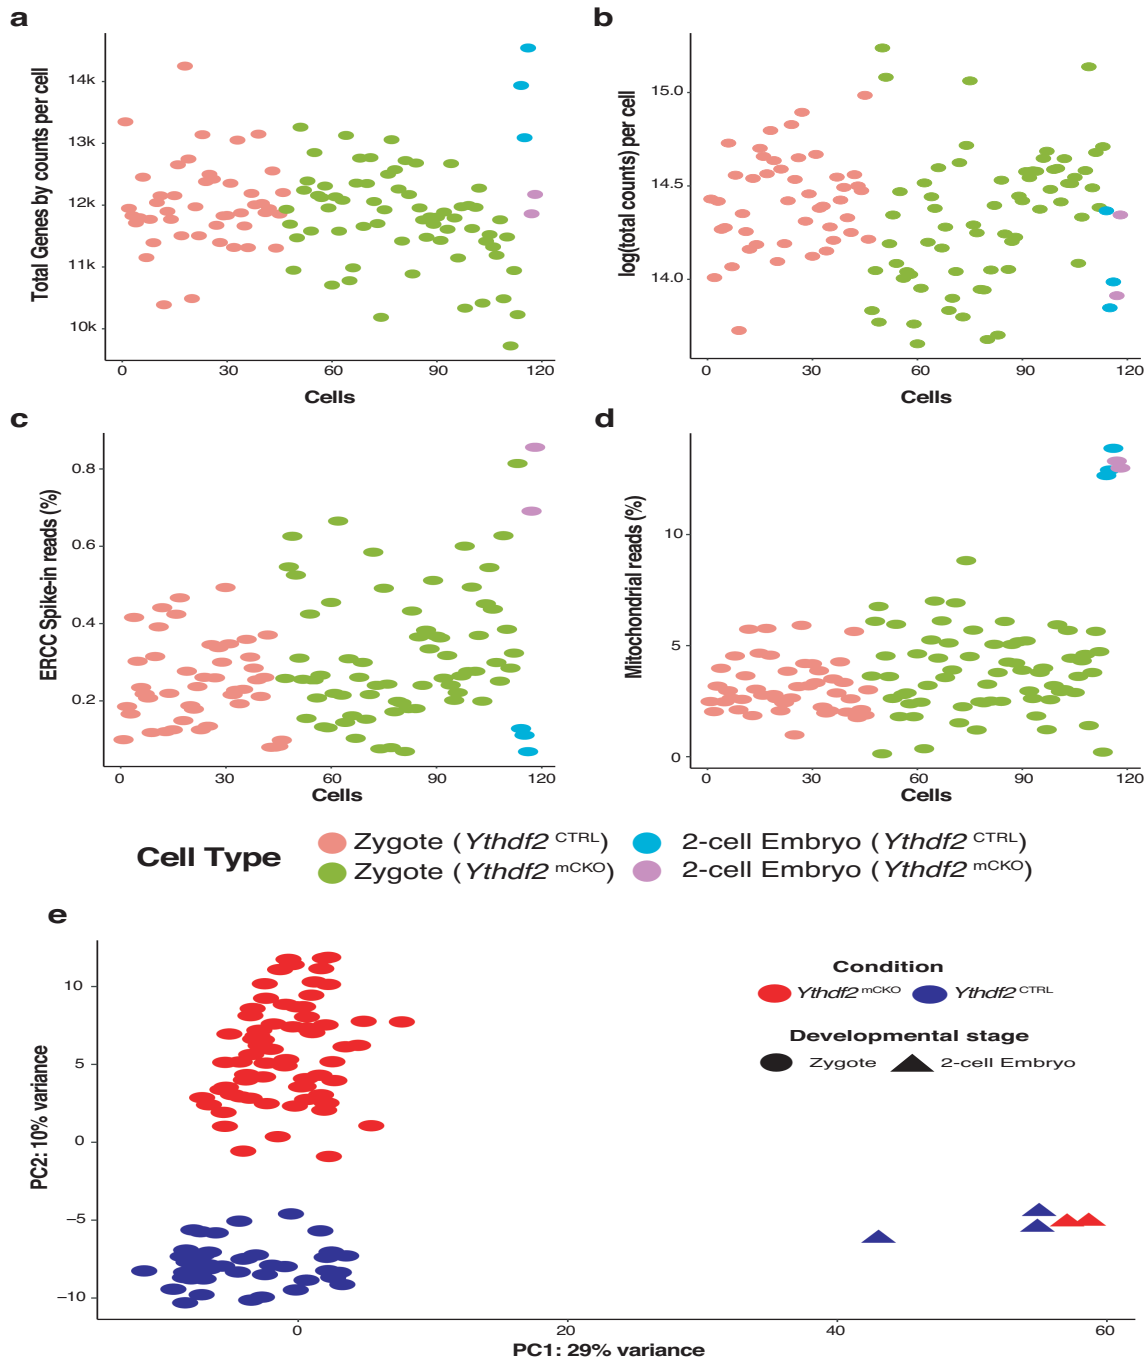 a
Total Genes by counts per cell
14k
13k
12k
11k
10k
0 30 60 90 120
Cells
b
log(total counts) per cell
15.0
14.5
14.0
0 30 60 90 120
Cells
c
ERCC Spike-in reads (%)
0.8
0.6
0.4
0.2
0 30 60 90 120
Cells
d
Mitochondrial reads (%)
10
5
0
0 30 60 90 120
Cells
Cell Type
Zygote (Ythdf2 CTRL)
2-cell Embryo (Ythdf2 CTRL)
Zygote (Ythdf2 mCKO)
2-cell Embryo (Ythdf2 mCKO)
e
PC2: 10% variance
10
5
0
−5
−10
0 20 40 60
PC1: 29% variance
Condition
Ythdf2 mCKO Ythdf2 CTRL
Developmental stage
Zygote 2-cell Embryo